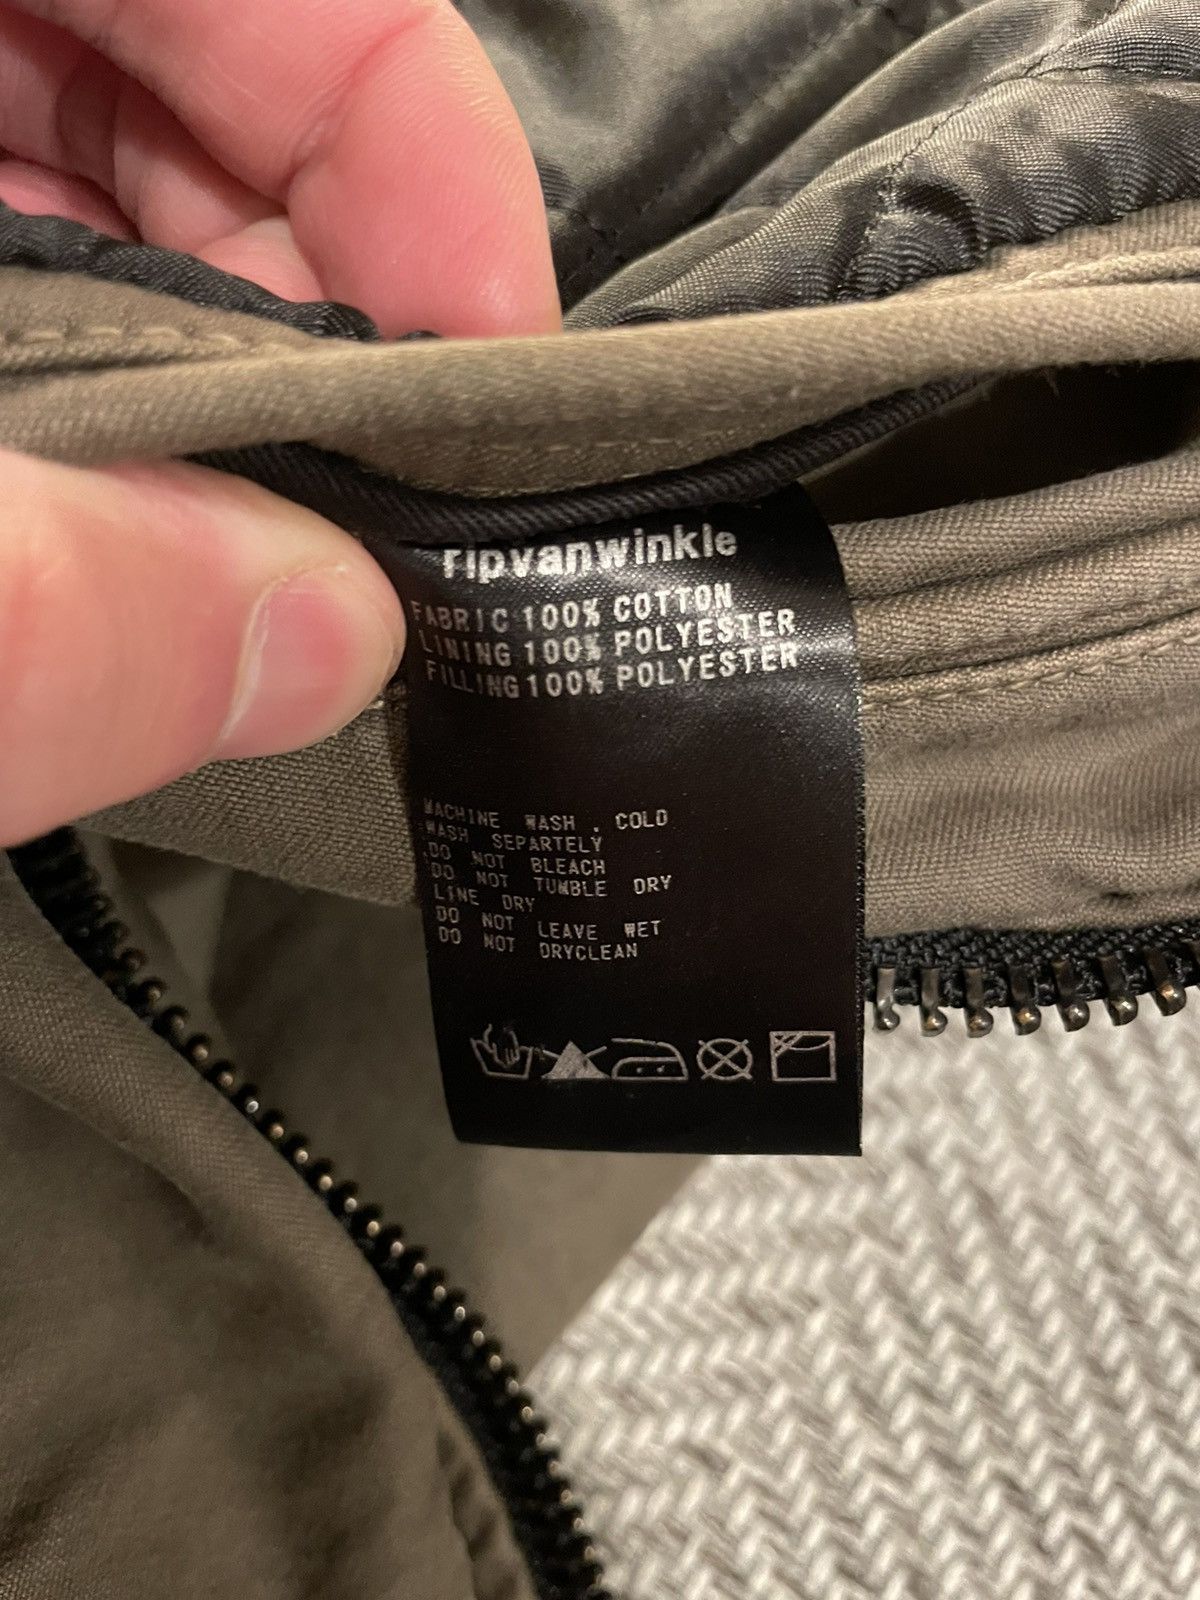 ripvanwinkle
FABRIC 100% COTTON
LINING 100% POLYESTER
FILLING 100% POLYESTER
MACHINE WASH . COLD
WASH SEPARTELY
.DO NOT BLEACH
DO NOT TUMBLE DRY
LINE DRY
DO NOT LEAVE WET
DO NOT DRYCLEAN